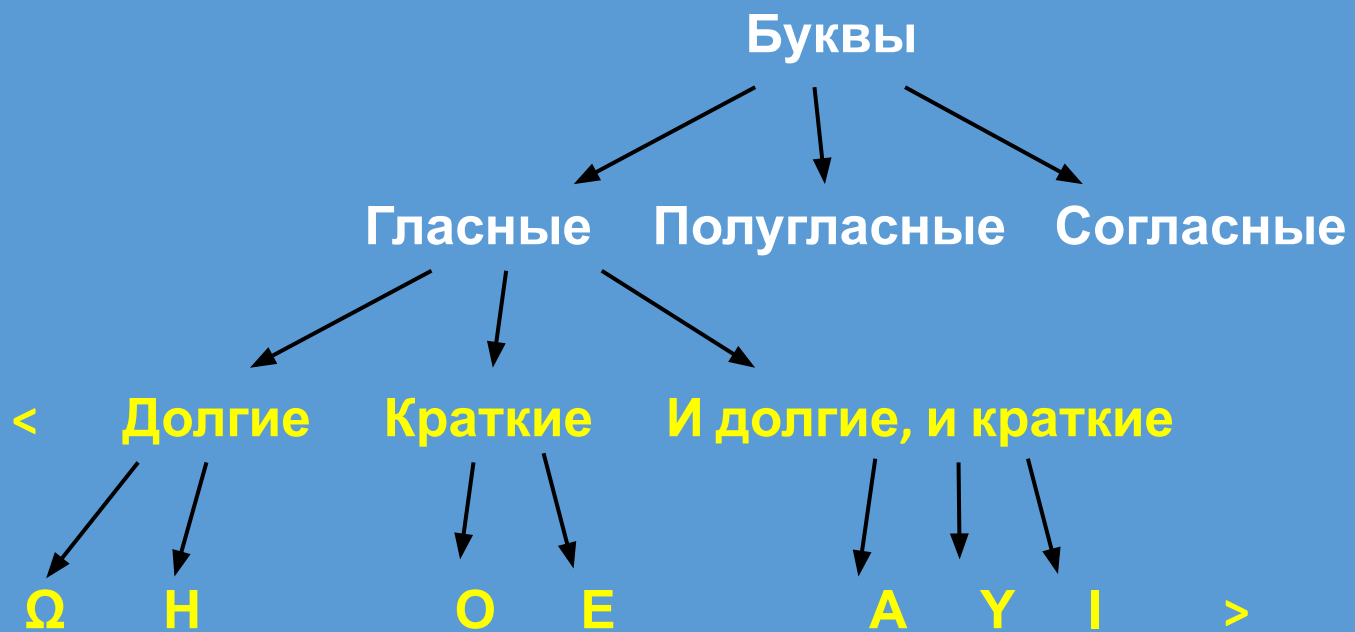 Буквы
Гласные Полугласные Согласные
< Долгие Краткие И долгие, и краткие
Ω Η Ο Ε Α Υ Ι >